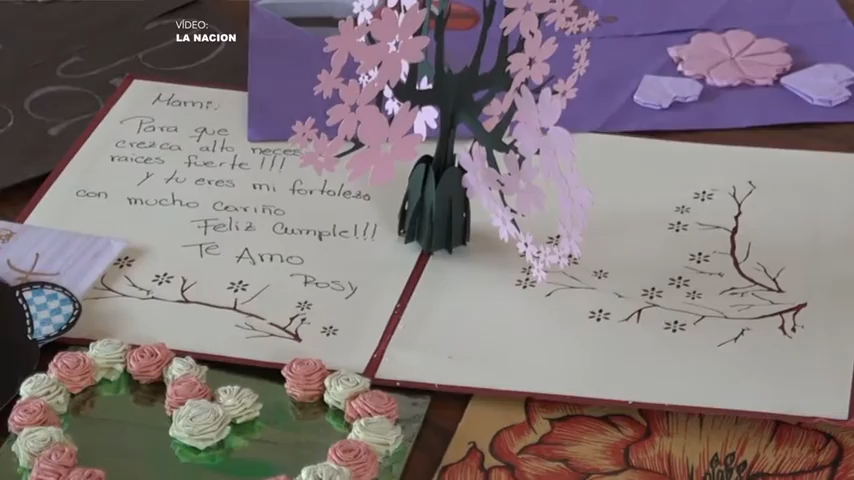 VÍDEO:
LA NACION
Mami:
Para que
crezca alto neces
raices fuerte!!!
Y tu eres mi fortaleza
con mucho cariño
Feliz Cumple!!!
Te Amo
Rosy